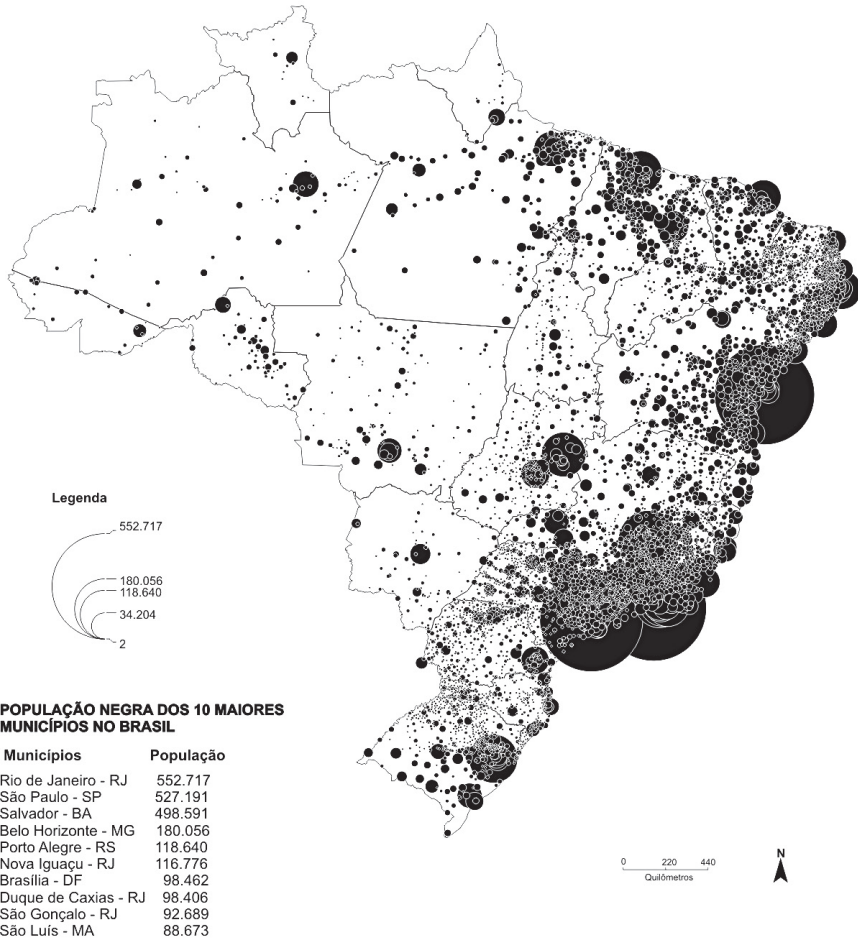 Legenda
552.717
180.056
118.640
34.204
2
POPULAÇÃO NEGRA DOS 10 MAIORES
MUNICÍPIOS NO BRASIL
Municípios População
Rio de Janeiro - RJ 552.717
São Paulo - SP 527.191
Salvador - BA 498.591
Belo Horizonte - MG 180.056
Porto Alegre - RS 118.640
Nova Iguaçu - RJ 116.776
Brasília - DF 98.462
Duque de Caxias - RJ 98.406
São Gonçalo - RJ 92.689
São Luís - MA 88.673
0 220 440
Quilómetros
N